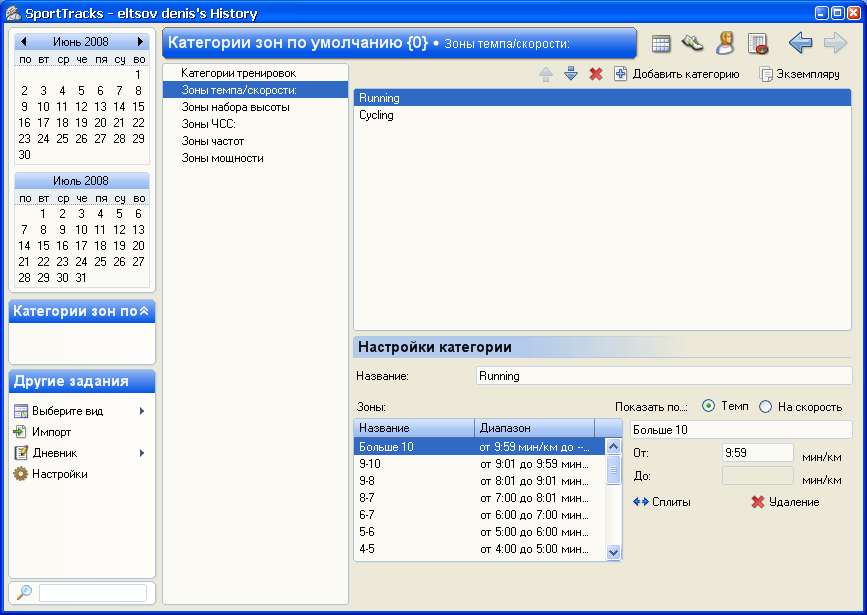 SportTracks - eltsov denis's History
Июнь 2008
по вт ср че пя су во
1
2 3 4 5 6 7 8
9 10 11 12 13 14 15
16 17 18 19 20 21 22
23 24 25 26 27 28 29
30
Июль 2008
по вт ср че пя су во
1 2 3 4 5 6
7 8 9 10 11 12 13
14 15 16 17 18 19 20
21 22 23 24 25 26 27
28 29 30 31
Категории зон по
Другие задания
Выберите вид
Импорт
Дневник
Настройки
Категории зон по умолчанию {0} • Зоны темпа/скорости:
Категории тренировок
Зоны темпа/скорости:
Зоны набора высоты
Зоны ЧСС:
Зоны частот
Зоны мощности
Добавить категорию Экземпляру
Running
Cycling
Настройки категории
Название: Running
Зоны: Показать по...: Темп На скорость
Название Диапазон
Больше 10 от 9:59 мин/км до --...
9-10 от 9:01 до 9:59 мин...
9-8 от 8:01 до 9:01 мин...
8-7 от 7:00 до 8:01 мин...
6-7 от 6:00 до 7:00 мин...
5-6 от 5:00 до 6:00 мин...
4-5 от 4:00 до 5:00 мин...
Больше 10
От: 9:59 мин/км
До: мин/км
Сплиты Удаление